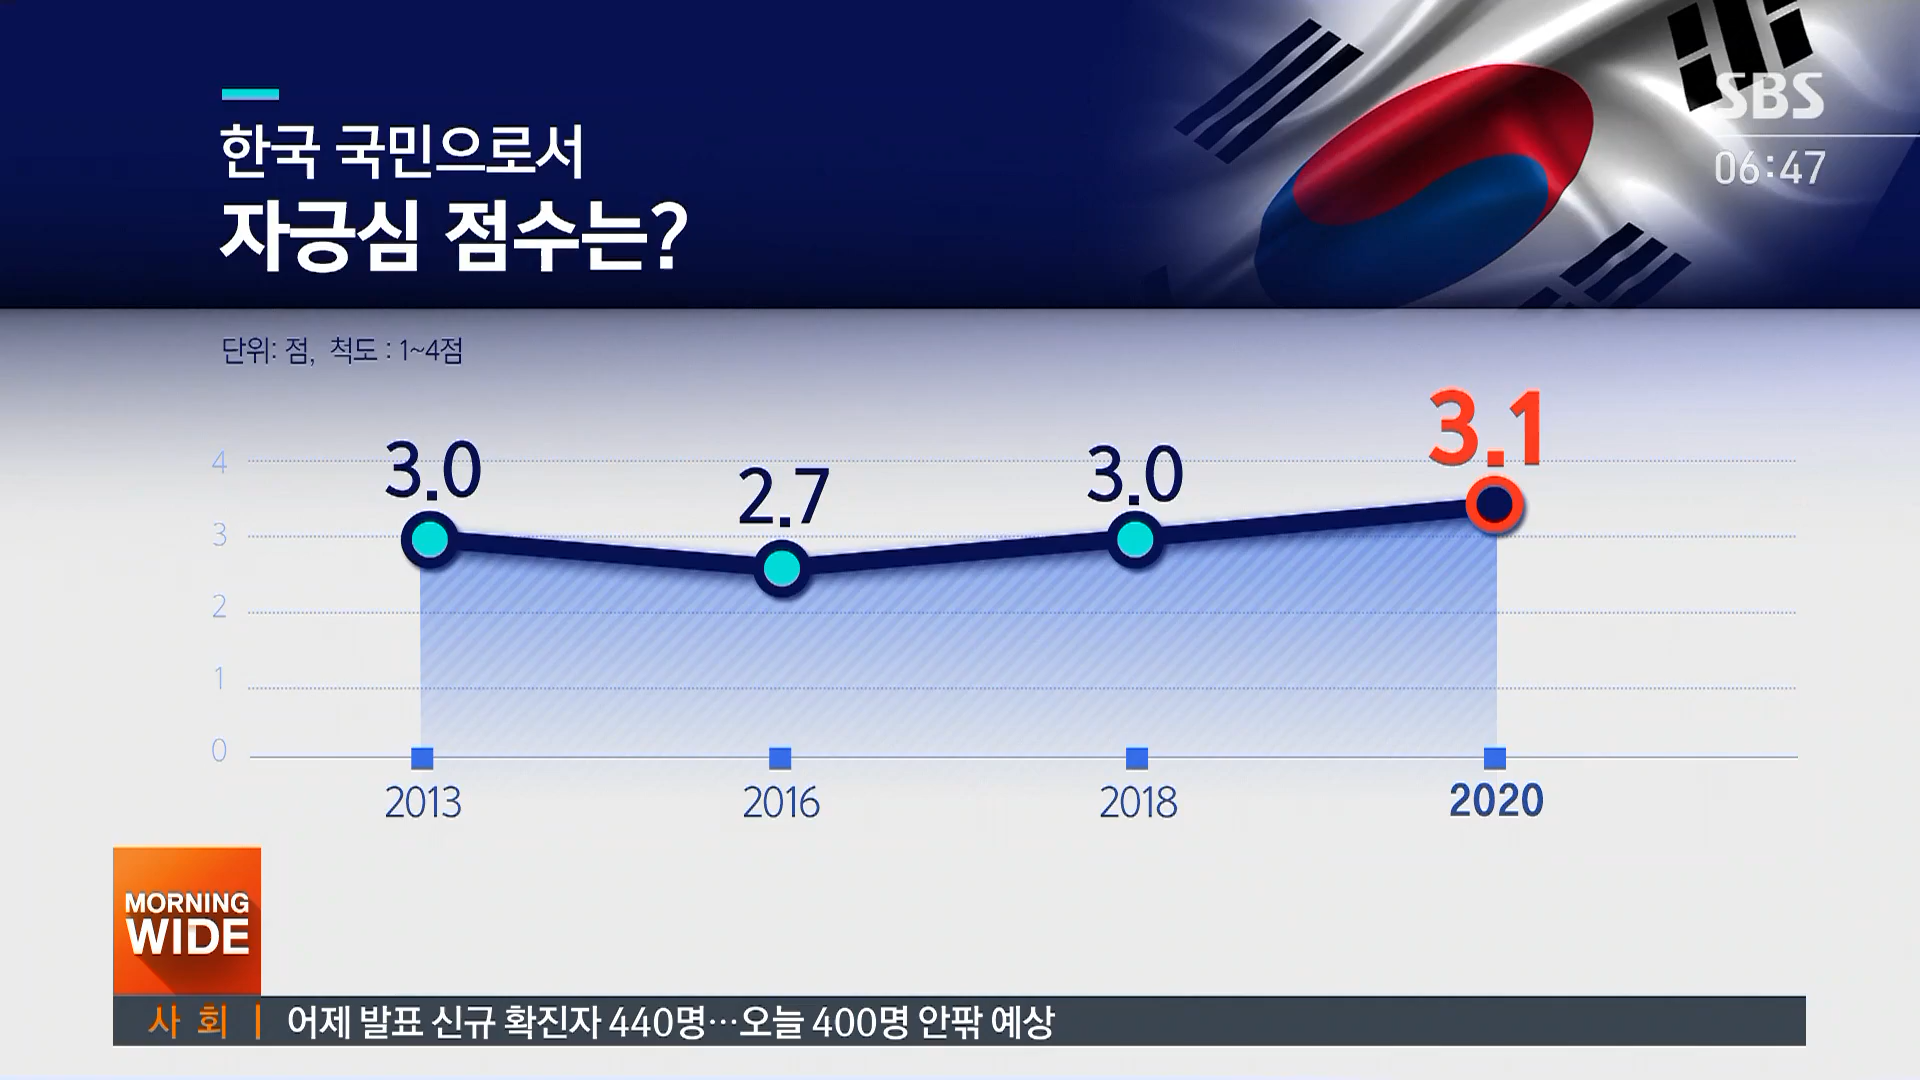 SBS
06:47
한국 국민으로서
자긍심 점수는?
단위: 점, 척도 : 1~4점
3.0
2.7
3.0
3.1
4
3
2
1
0
2013
2016
2018
2020
MORNING
WIDE
사 회 | 어제 발표 신규 확진자 440명…오늘 400명 안팎 예상